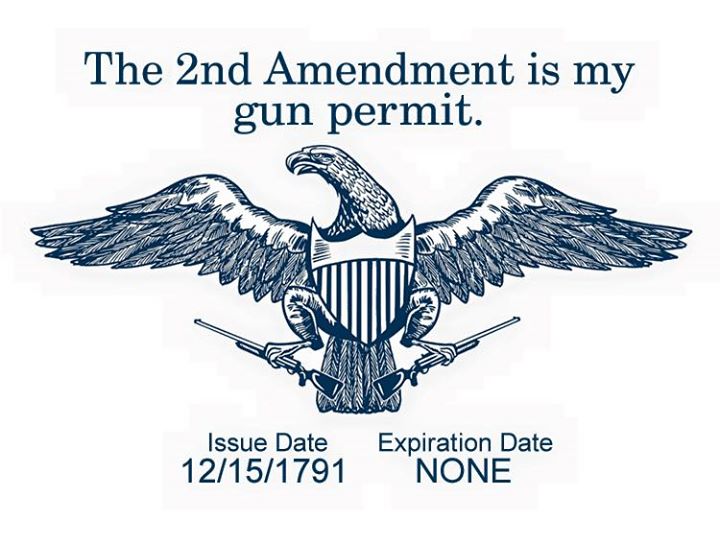 The 2nd Amendment is my
gun permit.
Issue Date Expiration Date
12/15/1791 NONE